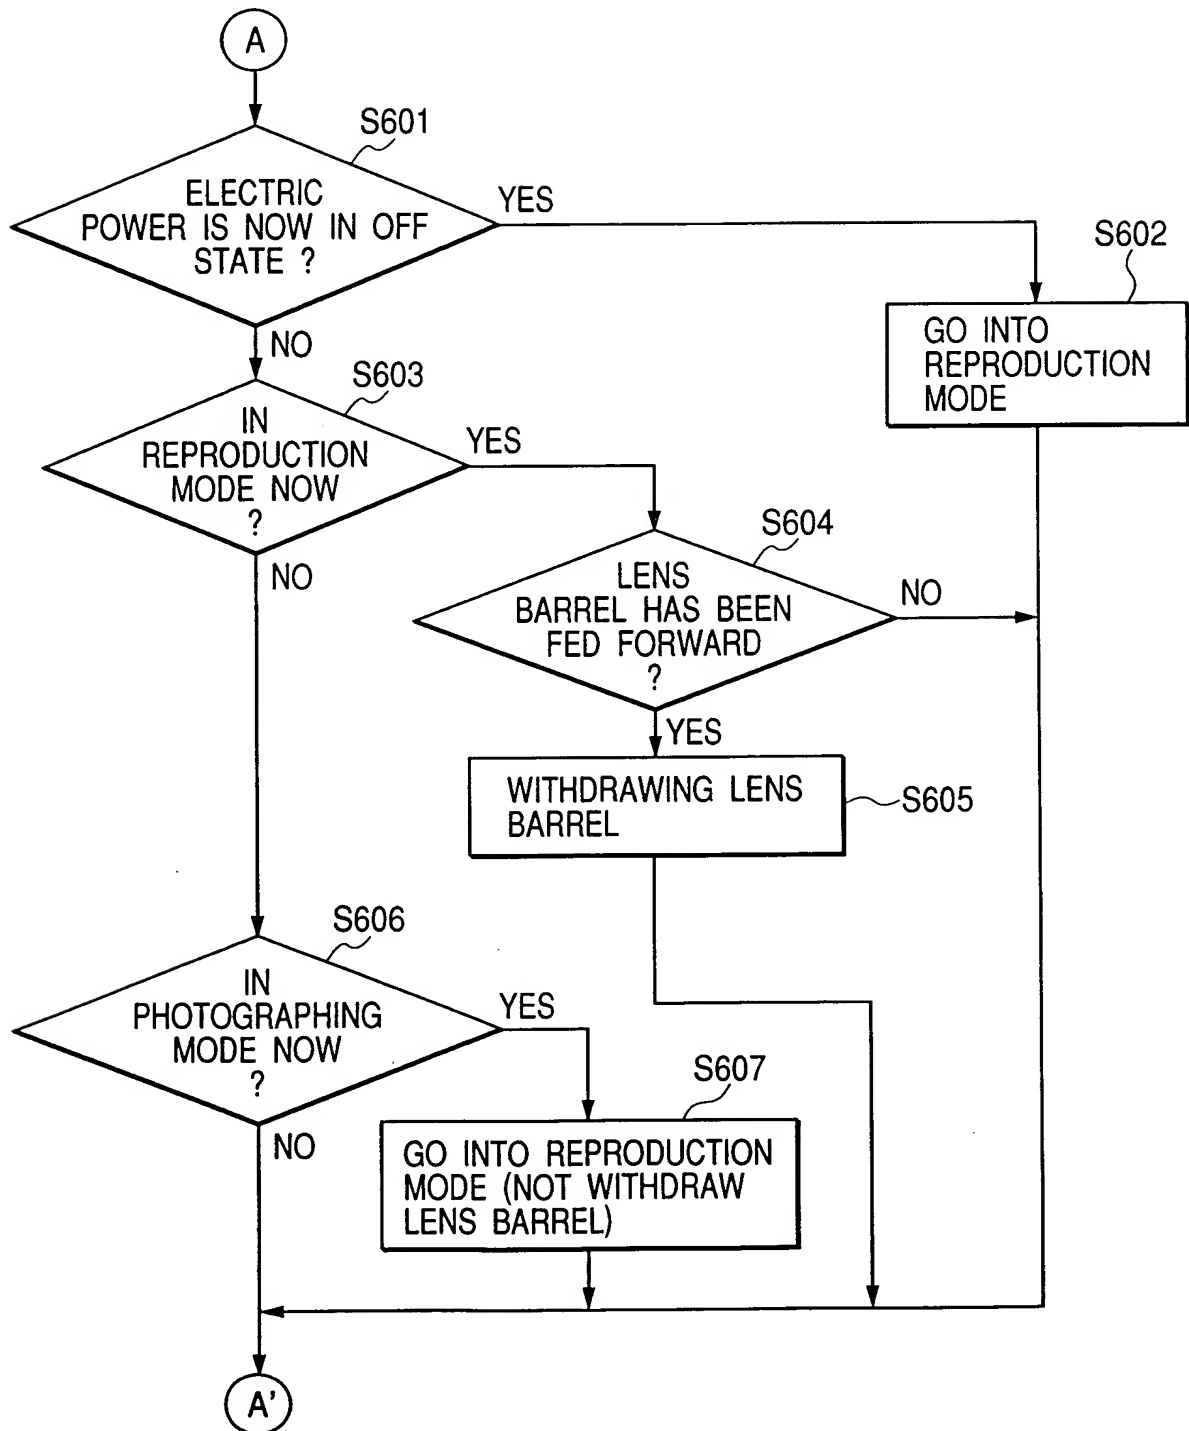 A
S601
ELECTRIC
POWER IS NOW IN OFF
STATE ?
YES
S602
GO INTO
REPRODUCTION
MODE
NO
S603
IN
REPRODUCTION
MODE NOW
?
YES
S604
LENS
BARREL HAS BEEN
FED FORWARD
?
NO
NO
YES
WITHDRAWING LENS
BARREL
S605
S606
IN
PHOTOGRAPHING
MODE NOW
?
YES
S607
GO INTO REPRODUCTION
MODE (NOT WITHDRAW
LENS BARREL)
NO
A'